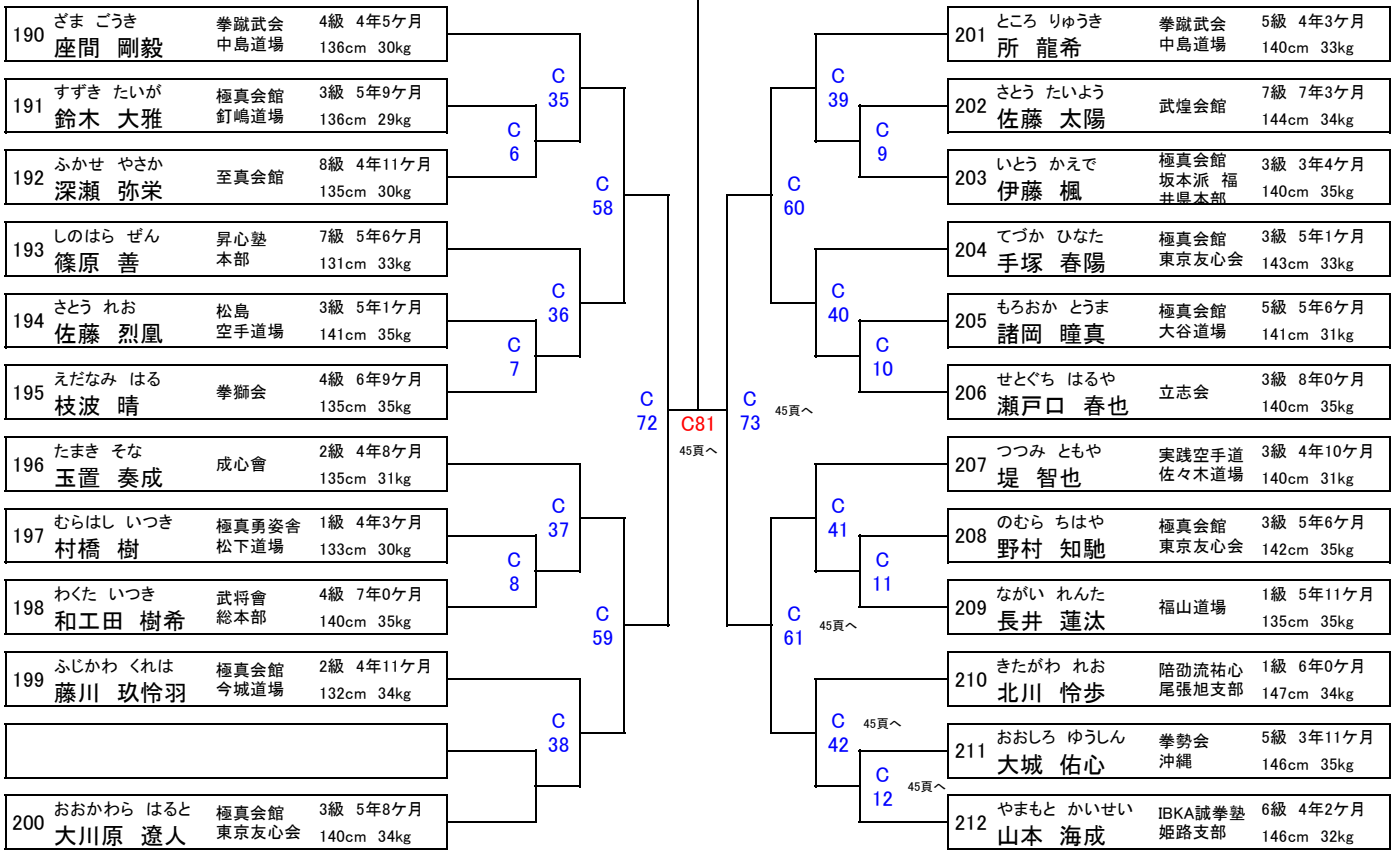 190
ざま ごうき
座間 剛毅
拳蹴武会
中島道場
4級 4年5ケ月
136cm 30kg
191
すずき たいが
鈴木 大雅
極真会館
釘嶋道場
3級 5年9ケ月
136cm 29kg
192
ふかせ やさか
深瀬 弥栄
至真会館
8級 4年11ケ月
135cm 30kg
193
しのはら ぜん
篠原 善
昇心塾
本部
7級 5年6ケ月
131cm 33kg
194
さとう れお
佐藤 烈凰
松島
空手道場
3級 5年1ケ月
141cm 35kg
195
えだなみ はる
枝波 晴
拳獅会
4級 6年9ケ月
135cm 35kg
196
たまき そな
玉置 奏成
成心會
2級 4年8ケ月
135cm 31kg
197
むらはし いつき
村橋 樹
極真勇姿舎
松下道場
1級 4年3ケ月
133cm 30kg
198
わくた いつき
和工田 樹希
武将會
総本部
4級 7年0ケ月
140cm 35kg
199
ふじかわ くれは
藤川 玖怜羽
極真会館
今城道場
2級 4年11ケ月
132cm 34kg
200
おおかわら はると
大川原 遼人
極真会館
東京友心会
3級 5年8ケ月
140cm 34kg
C
35
C
6
C
58
C
36
C
7
C
72
C
37
C
8
C
59
C
38
C81
45頁へ
C
73
45頁へ
C
39
C
9
C
60
C
40
C
10
C
41
C
11
C
61
45頁へ
C
42
45頁へ
C
12
45頁へ
201
ところ りゅうき
所 龍希
拳蹴武会
中島道場
5級 4年3ケ月
140cm 33kg
202
さとう たいよう
佐藤 太陽
武煌会館
7級 7年3ケ月
144cm 34kg
203
いとう かえで
伊藤 楓
極真会館
坂本派 福
井県本部
3級 3年4ケ月
140cm 35kg
204
てづか ひなた
手塚 春陽
極真会館
東京友心会
3級 5年1ケ月
143cm 33kg
205
もろおか とうま
諸岡 瞳真
極真会館
大谷道場
5級 5年6ケ月
141cm 31kg
206
せとぐち はるや
瀬戸口 春也
立志会
3級 8年0ケ月
140cm 35kg
207
つつみ ともや
堤 智也
実践空手道
佐々木道場
3級 4年10ケ月
140cm 31kg
208
のむら ちはや
野村 知馳
極真会館
東京友心会
3級 5年6ケ月
142cm 35kg
209
ながい れんた
長井 蓮汰
福山道場
1級 5年11ケ月
135cm 35kg
210
きたがわ れお
北川 怜歩
陪劭流祐心
尾張旭支部
1級 6年0ケ月
147cm 34kg
211
おおしろ ゆうしん
大城 佑心
拳勢会
沖縄
5級 3年11ケ月
146cm 35kg
212
やまもと かいせい
山本 海成
IBKA誠拳塾
姫路支部
6級 4年2ケ月
146cm 32kg